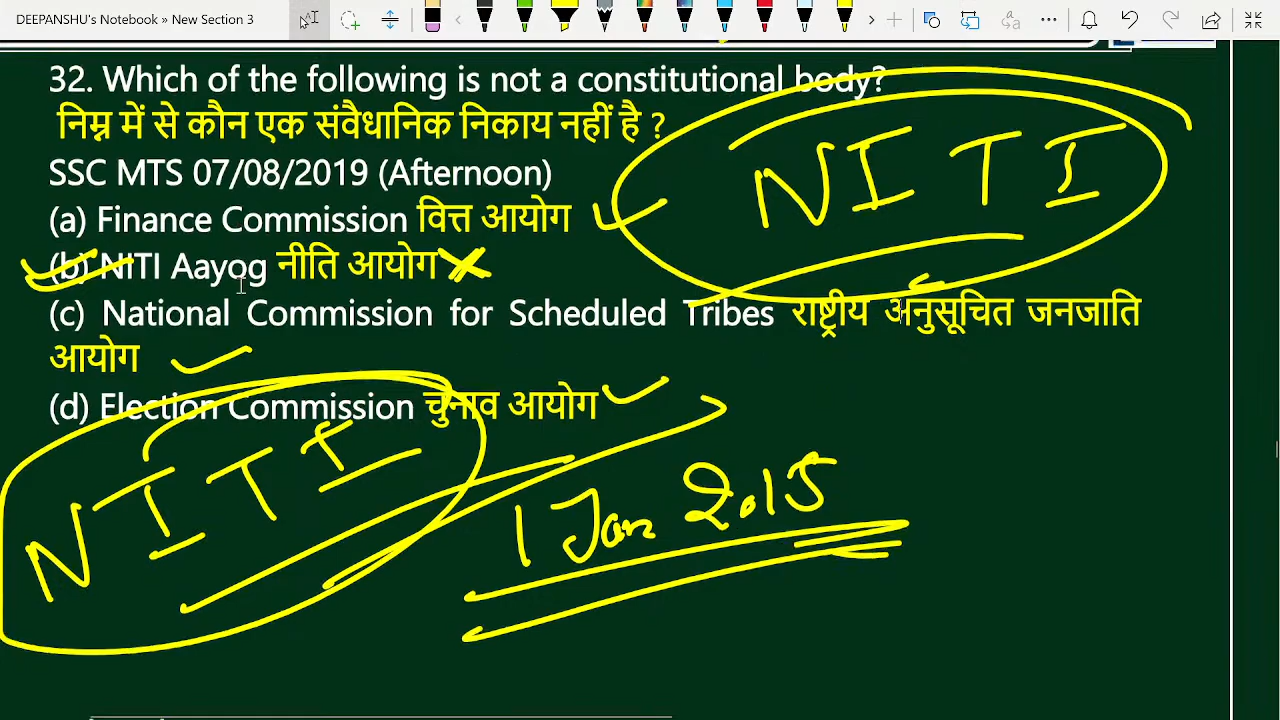 DEEPANSHU's Notebook » New Section 3
32. Which of the following is not a constitutional body?
निम्न में से कौन एक संवैधानिक निकाय नहीं है ?
SSC MTS 07/08/2019 (Afternoon)
(a) Finance Commission वित्त आयोग
NITI
(b) NITI Aayog नीति आयोग
(c) National Commission for Scheduled Tribes राष्ट्रीय अनुसूचित जनजाति
आयोग
(d) Election Commission चुनाव आयोग
NITI
1 Jan 2015